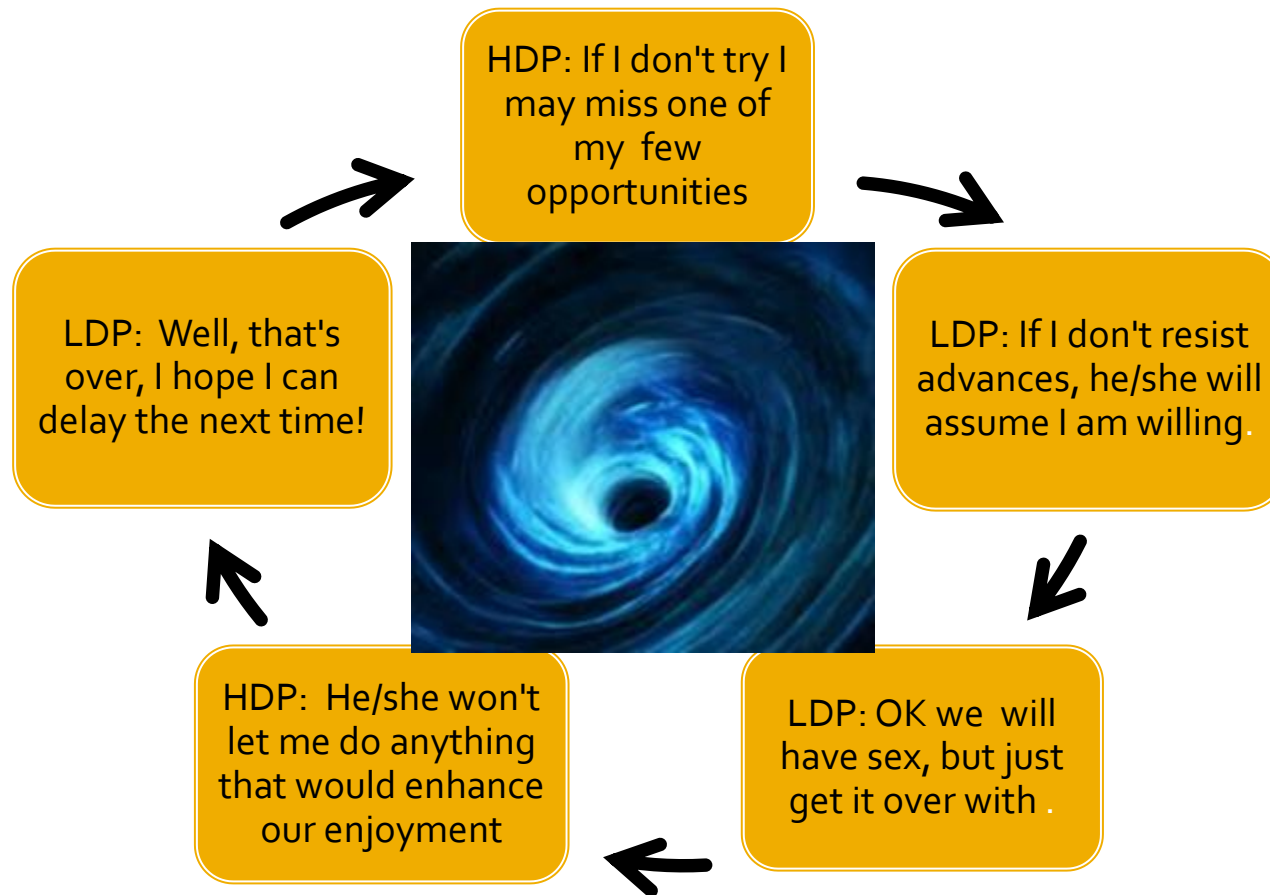 HDP: If I don't try I
may miss one of
my few
opportunities
LDP: If I don't resist
advances, he/she will
assume I am willing.
LDP: OK we will
have sex, but just
get it over with .
HDP: He/she won't
let me do anything
that would enhance
our enjoyment
LDP: Well, that's
over, I hope I can
delay the next time!